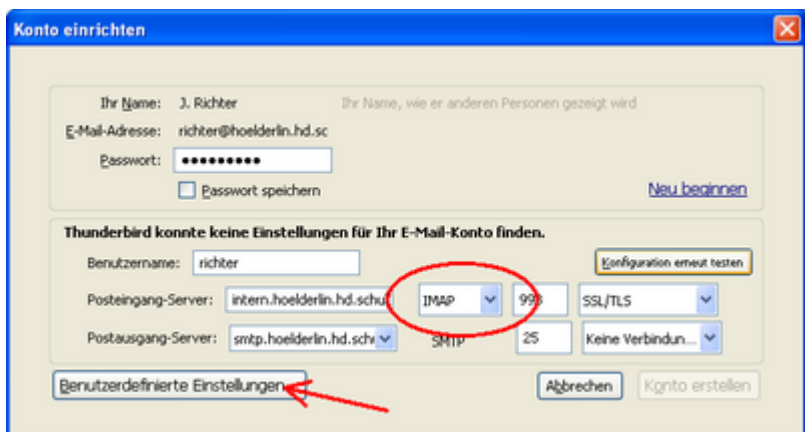 Konto einrichten
Ihr Name: J. Richter Ihr Name, wie er anderen Personen gezeigt wird
E-Mail-Adresse: richter@hoelderlin.hd.sc
Passwort: •••••••••
Passwort speichern Neu beginnen
Thunderbird konnte keine Einstellungen für Ihr E-Mail-Konto finden.
Benutzername: richter Konfiguration erneut testen
Posteingang-Server: intern.hoelderlin.hd.schu IMAP 993 SSL/TLS
Postausgang-Server: smtp.hoelderlin.hd.sch SMTP 25 Keine Verbindun...
Benutzerdefinierte Einstellungen... Abbrechen Konto erstellen